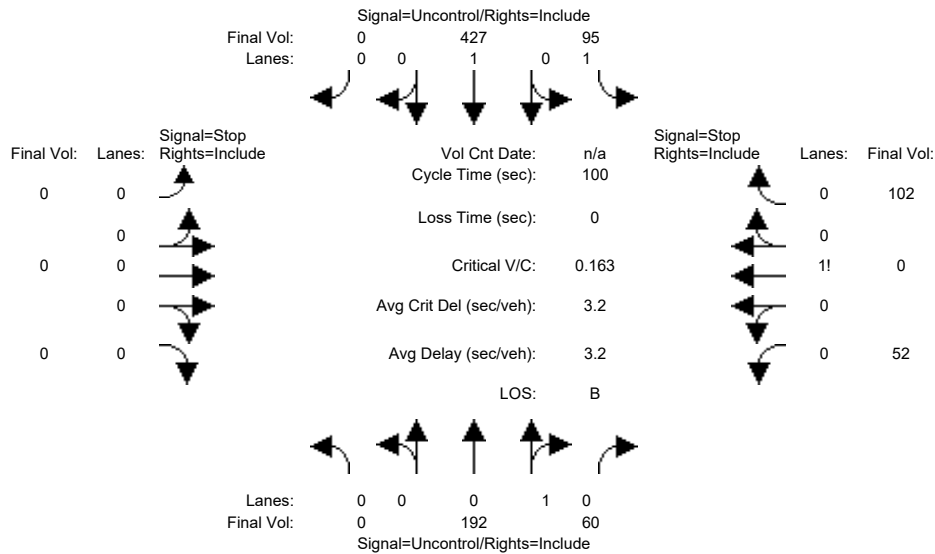 Signal=Uncontrol/Rights=Include
Final Vol: 0 427 95
Lanes: 0 0 1 0 1
Signal=Stop
Final Vol: Lanes: Rights=Include
Vol Cnt Date: n/a
Signal=Stop
Rights=Include Lanes: Final Vol:
Cycle Time (sec): 100
0 0
0 102
Loss Time (sec): 0
0
0
0 0
Critical V/C: 0.163
1! 0
0
Avg Crit Del (sec/veh): 3.2
0
0 0
Avg Delay (sec/veh): 3.2
0 52
LOS: B
Lanes: 0 0 0 1 0
Final Vol: 0 192 60
Signal=Uncontrol/Rights=Include